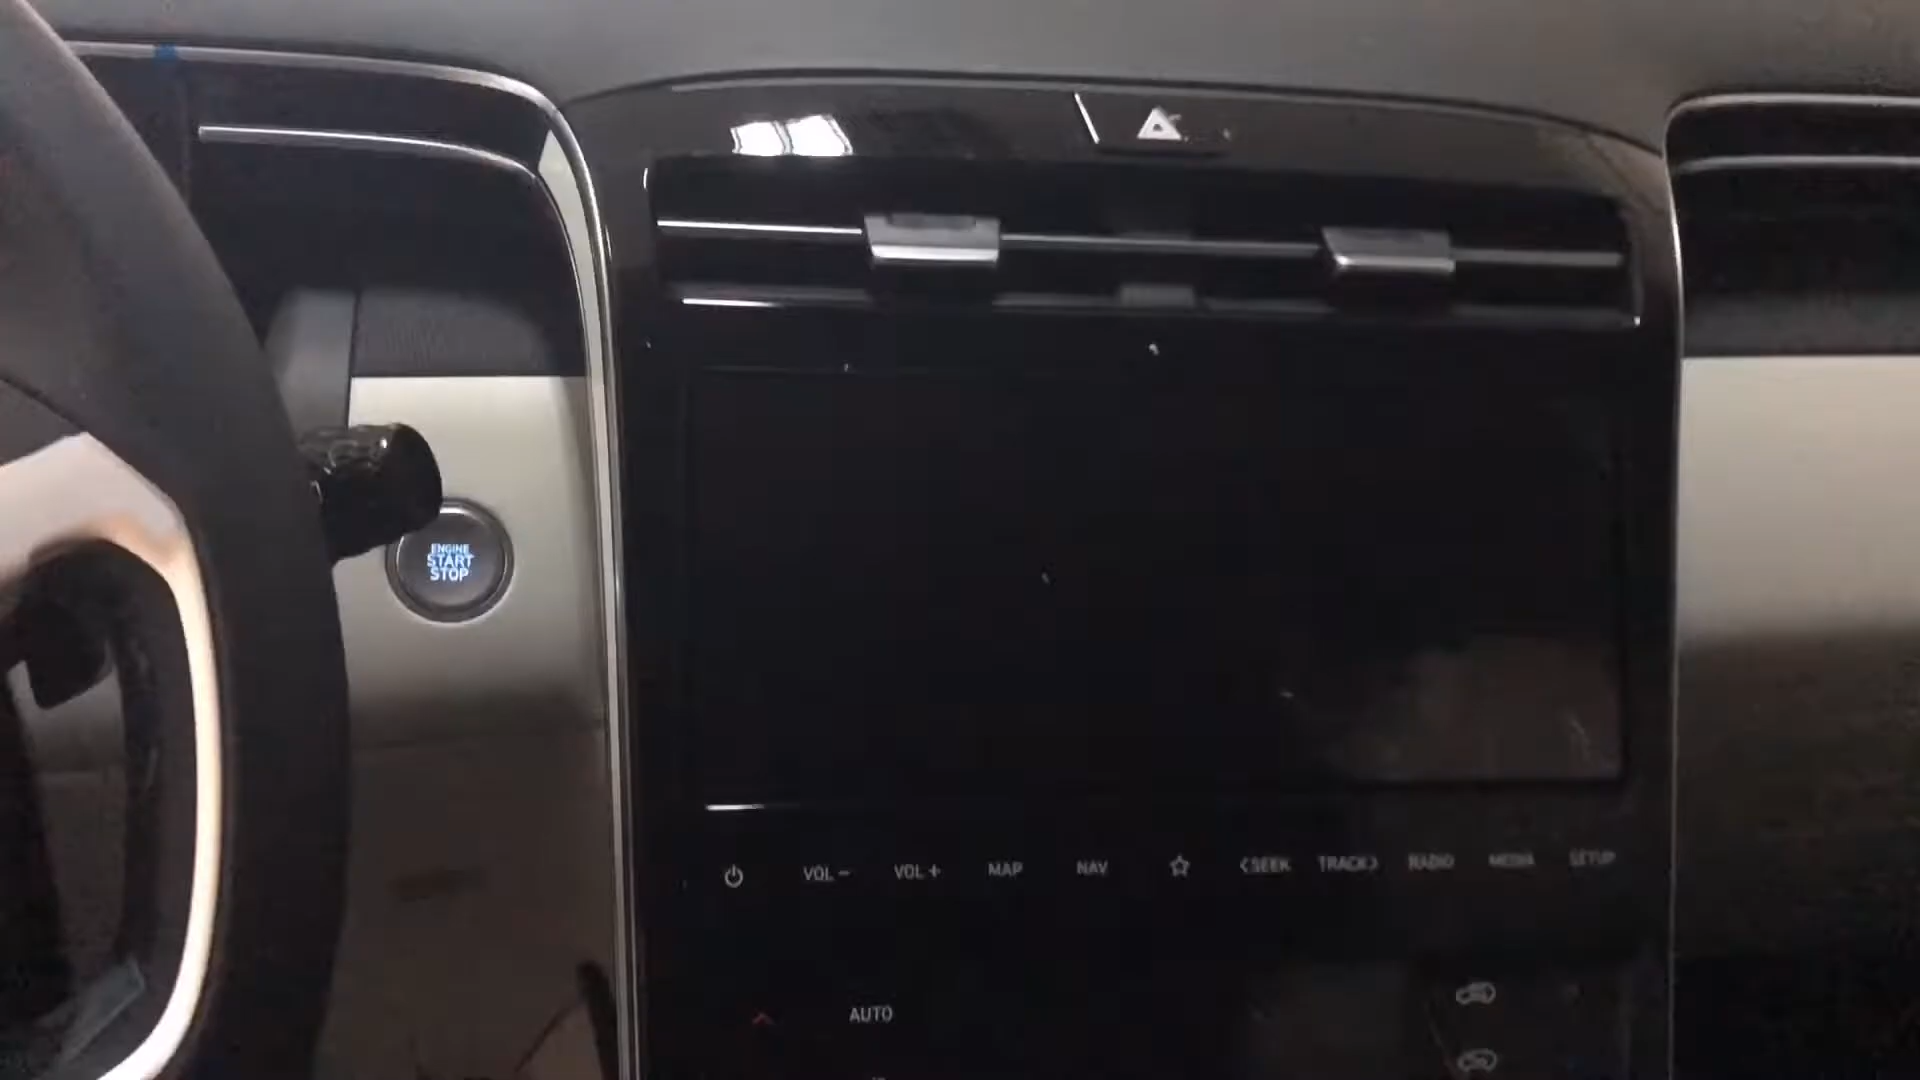 ENGINE
START
STOP
VOL − VOL + MAP NAV <SEEK TRACK> RADIO MEDIA SETUP
AUTO